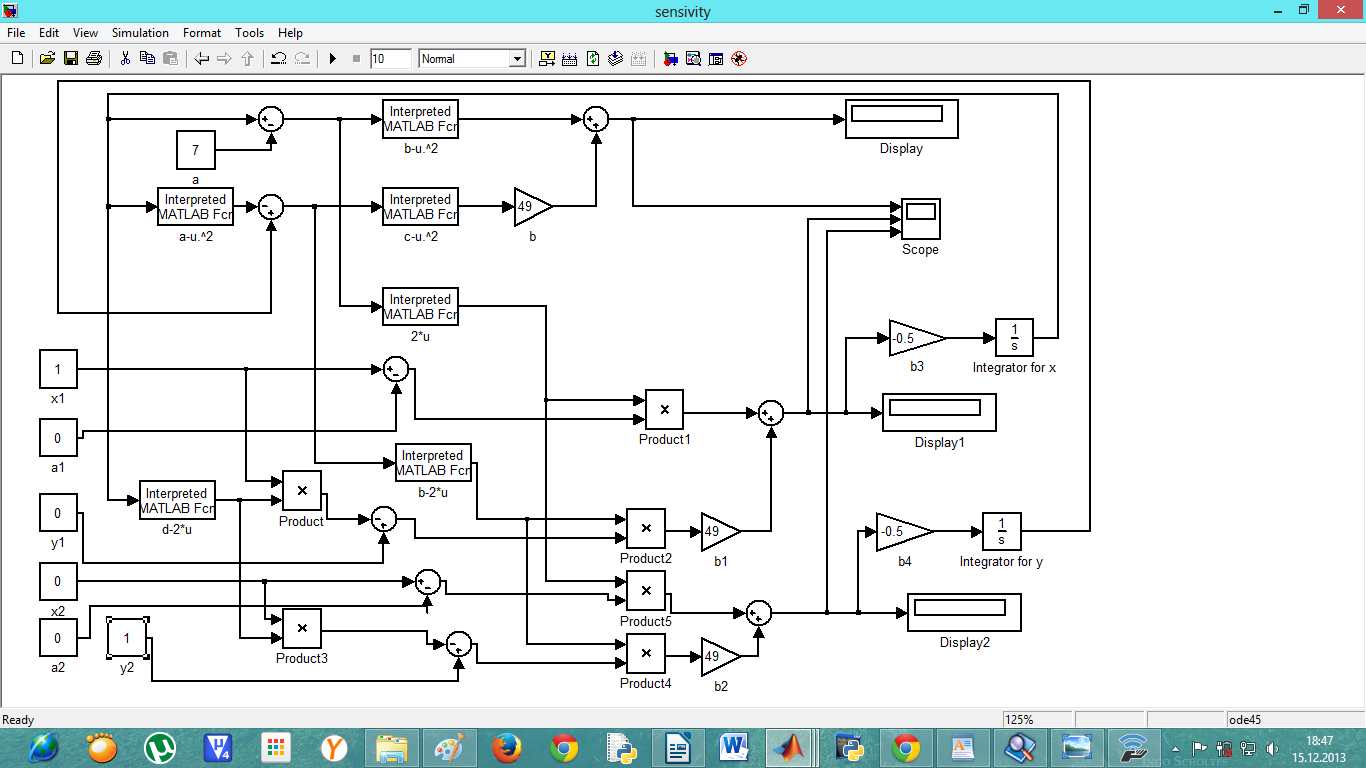 sensivity
File Edit View Simulation Format Tools Help
10 Normal
Interpreted
MATLAB Fcn
b-u.^2
Display
7
a
Interpreted
MATLAB Fcn
a-u.^2
Interpreted
MATLAB Fcn
c-u.^2
49
b
Scope
Interpreted
MATLAB Fcn
2*u
-0.5
b3
1
s
Integrator for x
1
x1
Product1
Display1
0
a1
Interpreted
MATLAB Fcn
b-2*u
Interpreted
MATLAB Fcn
d-2*u
Product
0
y1
Product2
49
b1
-0.5
b4
1
s
Integrator for y
0
x2
Product5
Display2
0
a2
1
y2
Product3
Product4
49
b2
Ready 125% ode45
18:47
15.12.2013